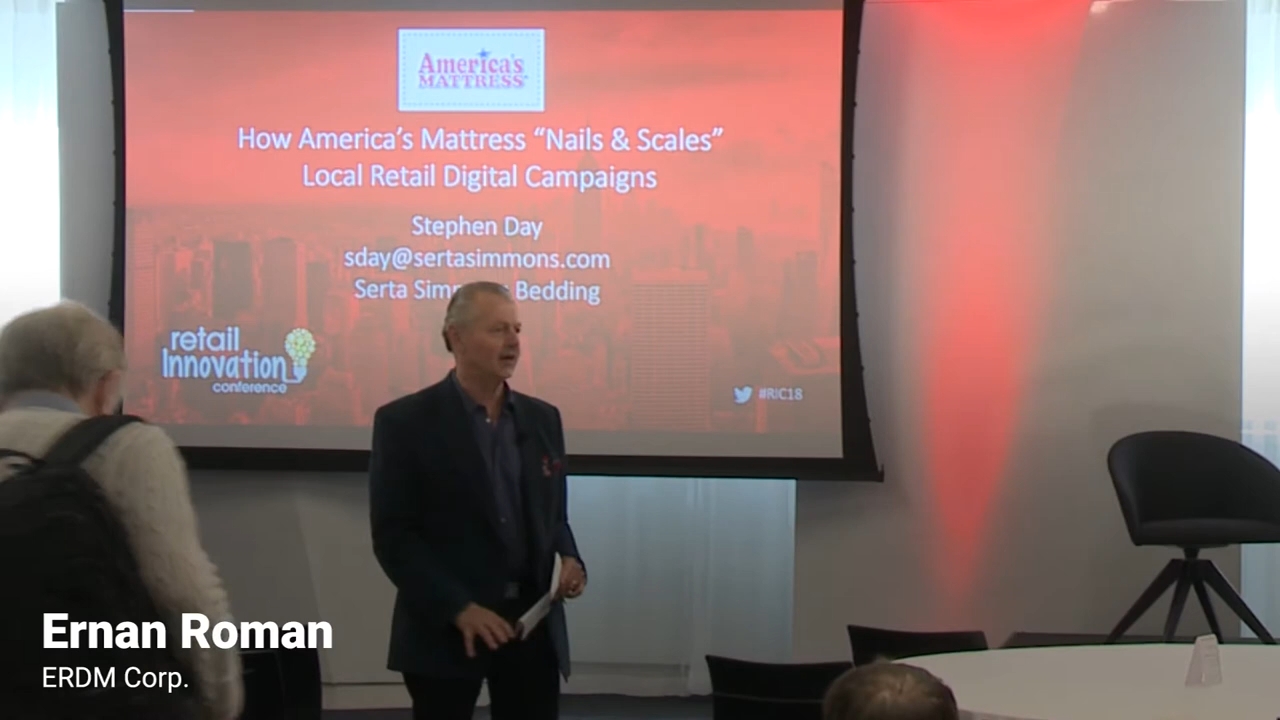 America's
MATTRESS
How America's Mattress “Nails & Scales”
Local Retail Digital Campaigns
Stephen Day
sday@sertasimmons.com
Serta Bedding
retail
Innovation
conference
#RIC18
Ernan Roman
ERDM Corp.